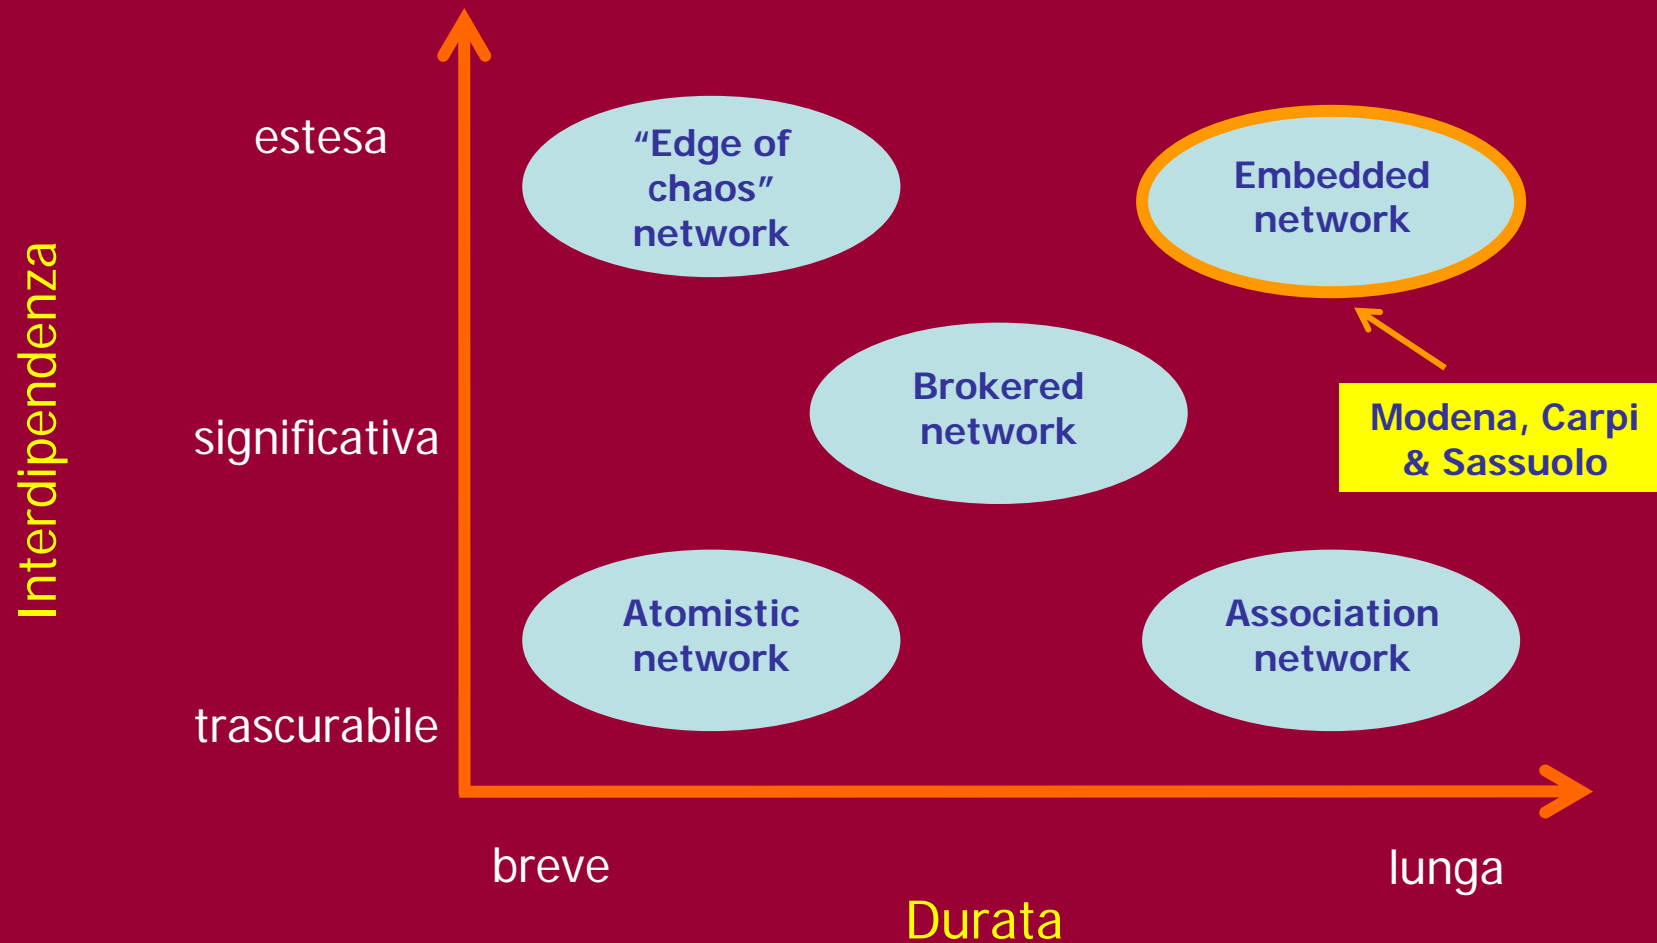 estesa
“Edge of
chaos”
network
Embedded
network
Interdipendenza
significativa
Brokered
network
Modena, Carpi
& Sassuolo
trascurabile
Atomistic
network
Association
network
breve
lunga
Durata